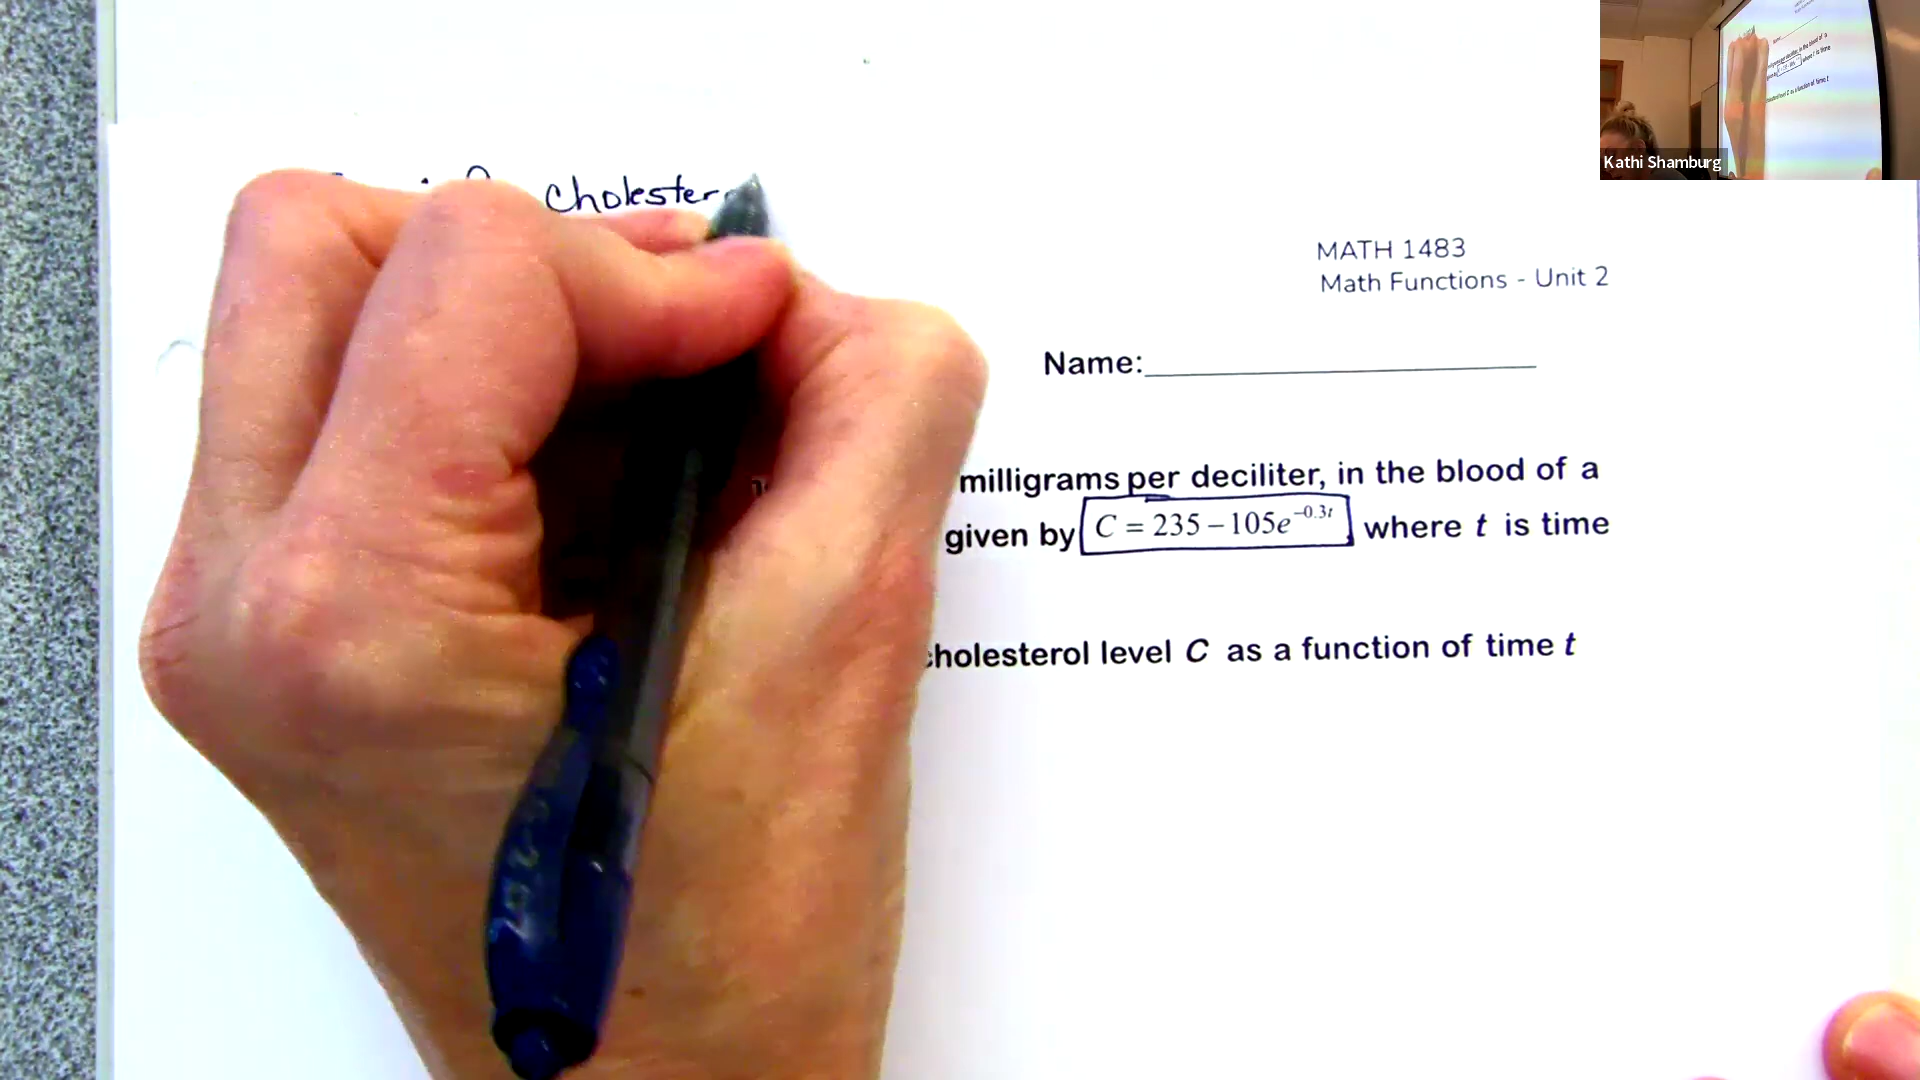 Cholester
MATH 1483
Math Functions - Unit 2
Name:
milligrams per deciliter, in the blood of a
given by C = 235 – 105e^{–0.3t} where t is time
cholesterol level C as a function of time t
Kathi Shamburg